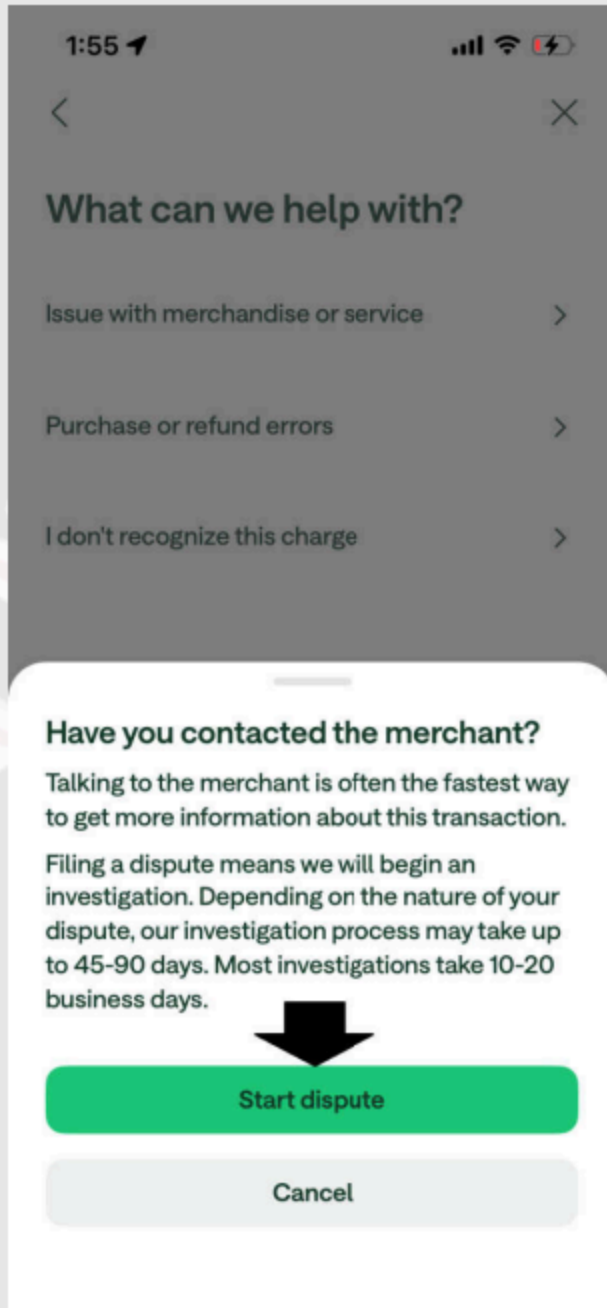 1:55
What can we help with?
Issue with merchandise or service
Purchase or refund errors
I don't recognize this charge
Have you contacted the merchant?
Talking to the merchant is often the fastest way
to get more information about this transaction.
Filing a dispute means we will begin an
investigation. Depending on the nature of your
dispute, our investigation process may take up
to 45-90 days. Most investigations take 10-20
business days.
Start dispute
Cancel